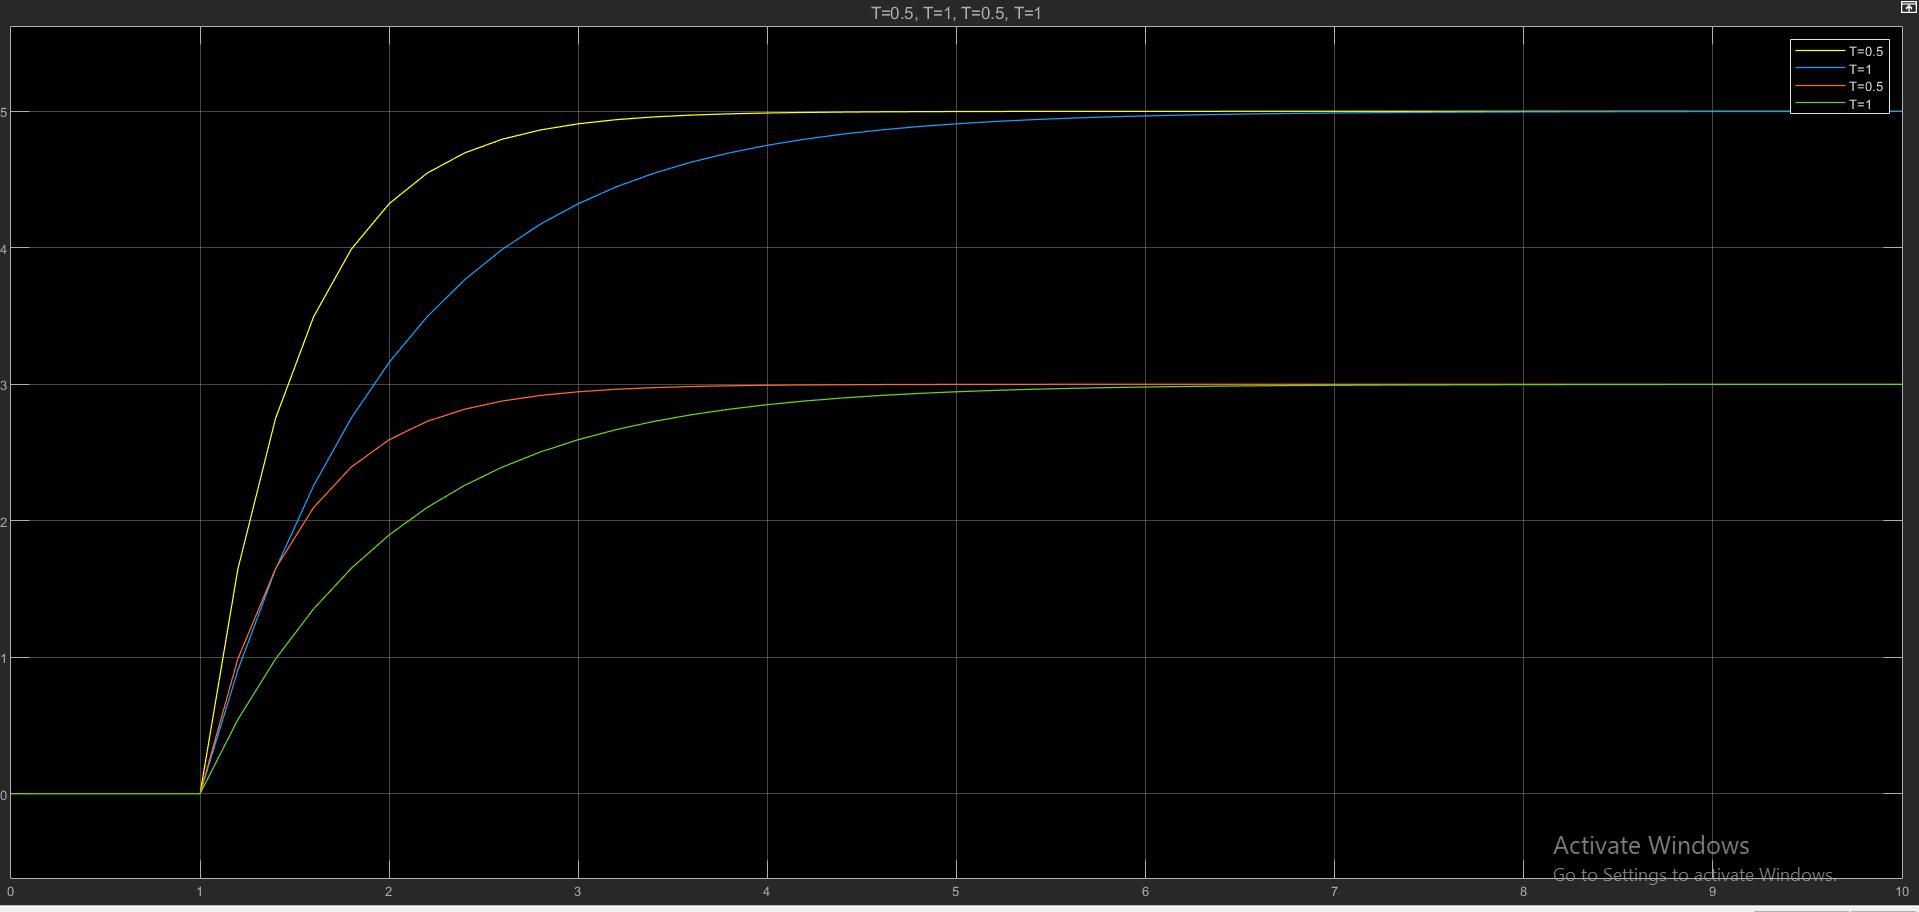 T=0.5, T=1, T=0.5, T=1
T=0.5
T=1
T=0.5
T=1
5
4
3
2
1
0
Activate Windows
Go to Settings to activate Windows.
0 1 2 3 4 5 6 7 8 9 10